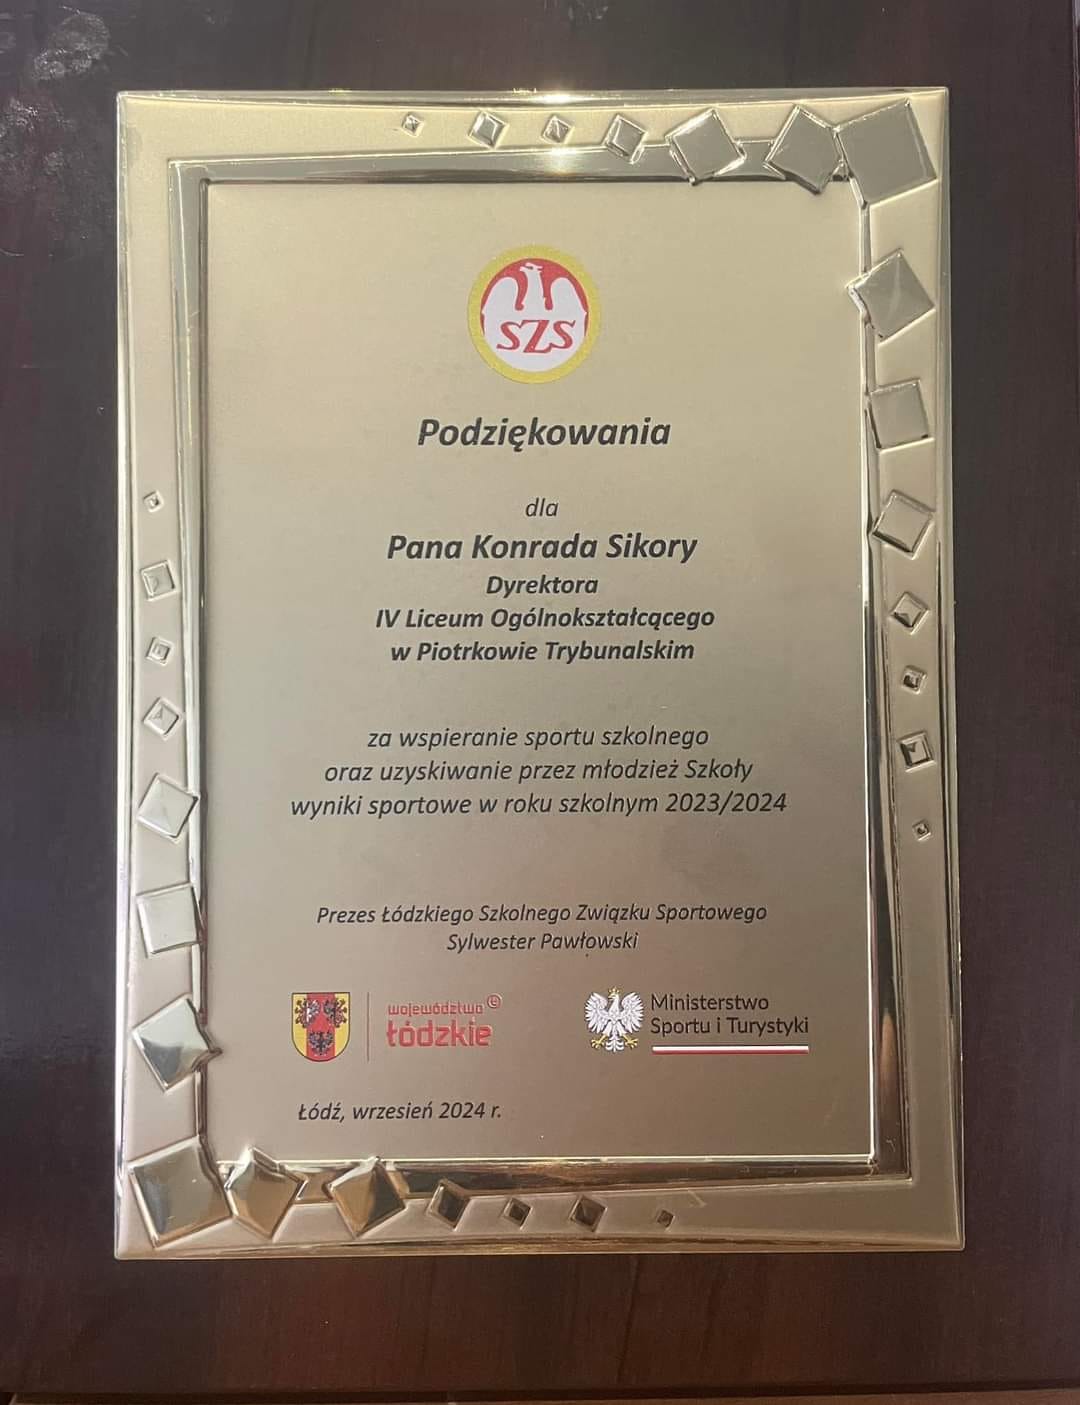 SZS
Podziękowania
dla
Pana Konrada Sikory
Dyrektora
IV Liceum Ogólnokształcącego
w Piotrkowie Trybunalskim
za wspieranie sportu szkolnego
oraz uzyskiwanie przez młodzież Szkoły
wyniki sportowe w roku szkolnym 2023/2024
Prezes Łódzkiego Szkolnego Związku Sportowego
Sylwester Pawłowski
województwo
łódzkie
Ministerstwo
Sportu i Turystyki
Łódź, wrzesień 2024 r.